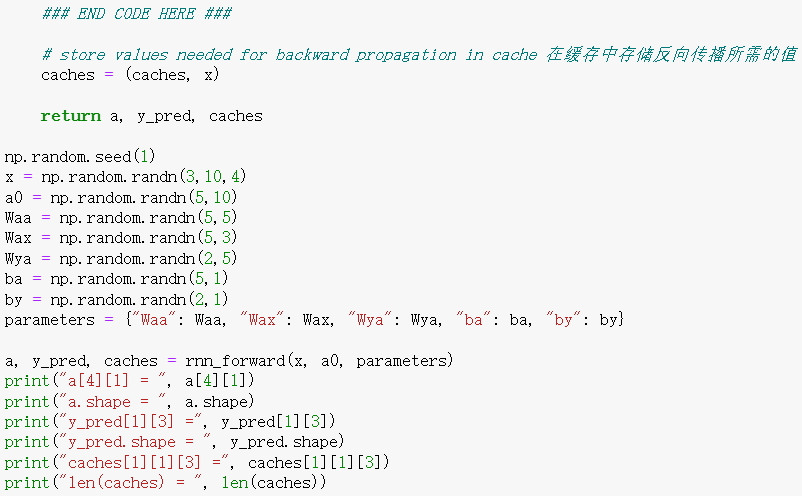 ### END CODE HERE ###
# store values needed for backward propagation in cache 在缓存中存储反向传播所需的值
caches = (caches, x)
return a, y_pred, caches
np.random.seed(1)
x = np.random.randn(3,10,4)
a0 = np.random.randn(5,10)
Waa = np.random.randn(5,5)
Wax = np.random.randn(5,3)
Wya = np.random.randn(2,5)
ba = np.random.randn(5,1)
by = np.random.randn(2,1)
parameters = {"Waa": Waa, "Wax": Wax, "Wya": Wya, "ba": ba, "by": by}
a, y_pred, caches = rnn_forward(x, a0, parameters)
print("a[4][1] = ", a[4][1])
print("a.shape = ", a.shape)
print("y_pred[1][3] =", y_pred[1][3])
print("y_pred.shape = ", y_pred.shape)
print("caches[1][1][3] =", caches[1][1][3])
print("len(caches) = ", len(caches))